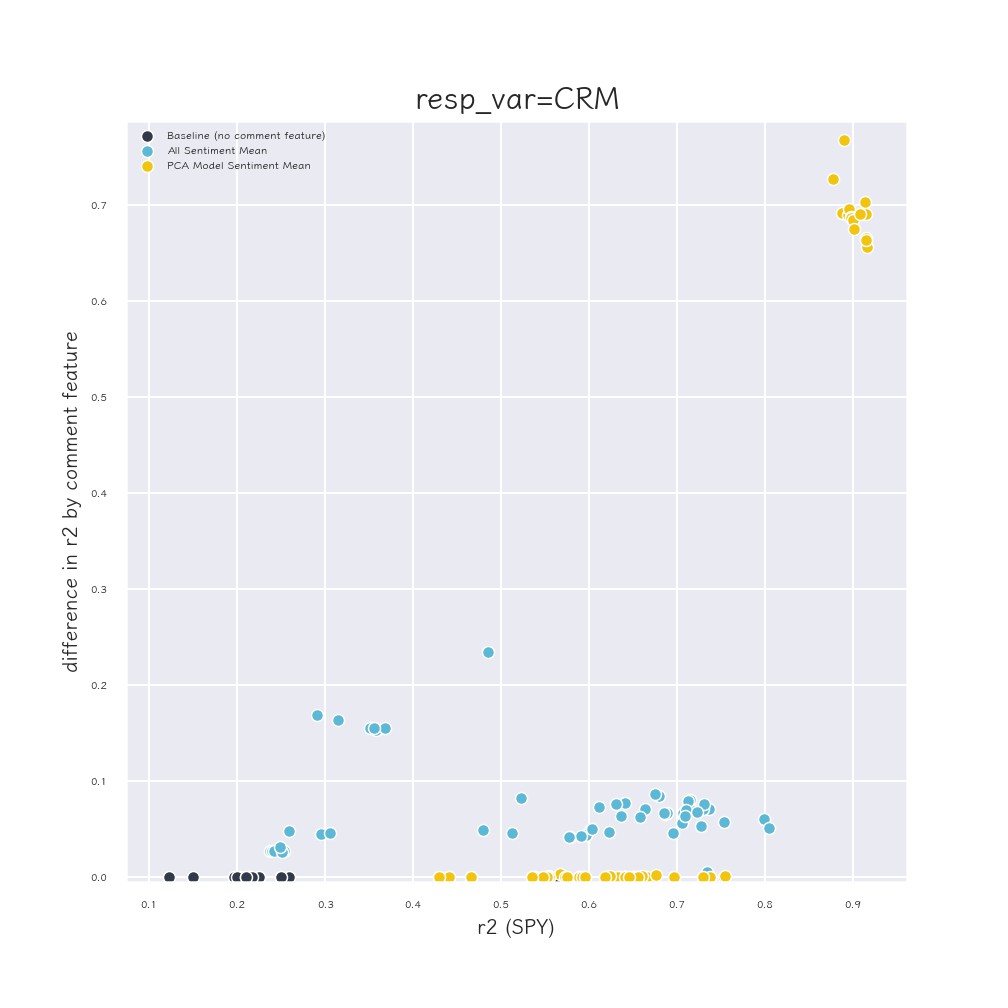 resp_var=CRM
Baseline (no comment feature)
All Sentiment Mean
PCA Model Sentiment Mean
difference in r2 by comment feature
0.7
0.6
0.5
0.4
0.3
0.2
0.1
0.0
0.1 0.2 0.3 0.4 0.5 0.6 0.7 0.8 0.9
r2 (SPY)